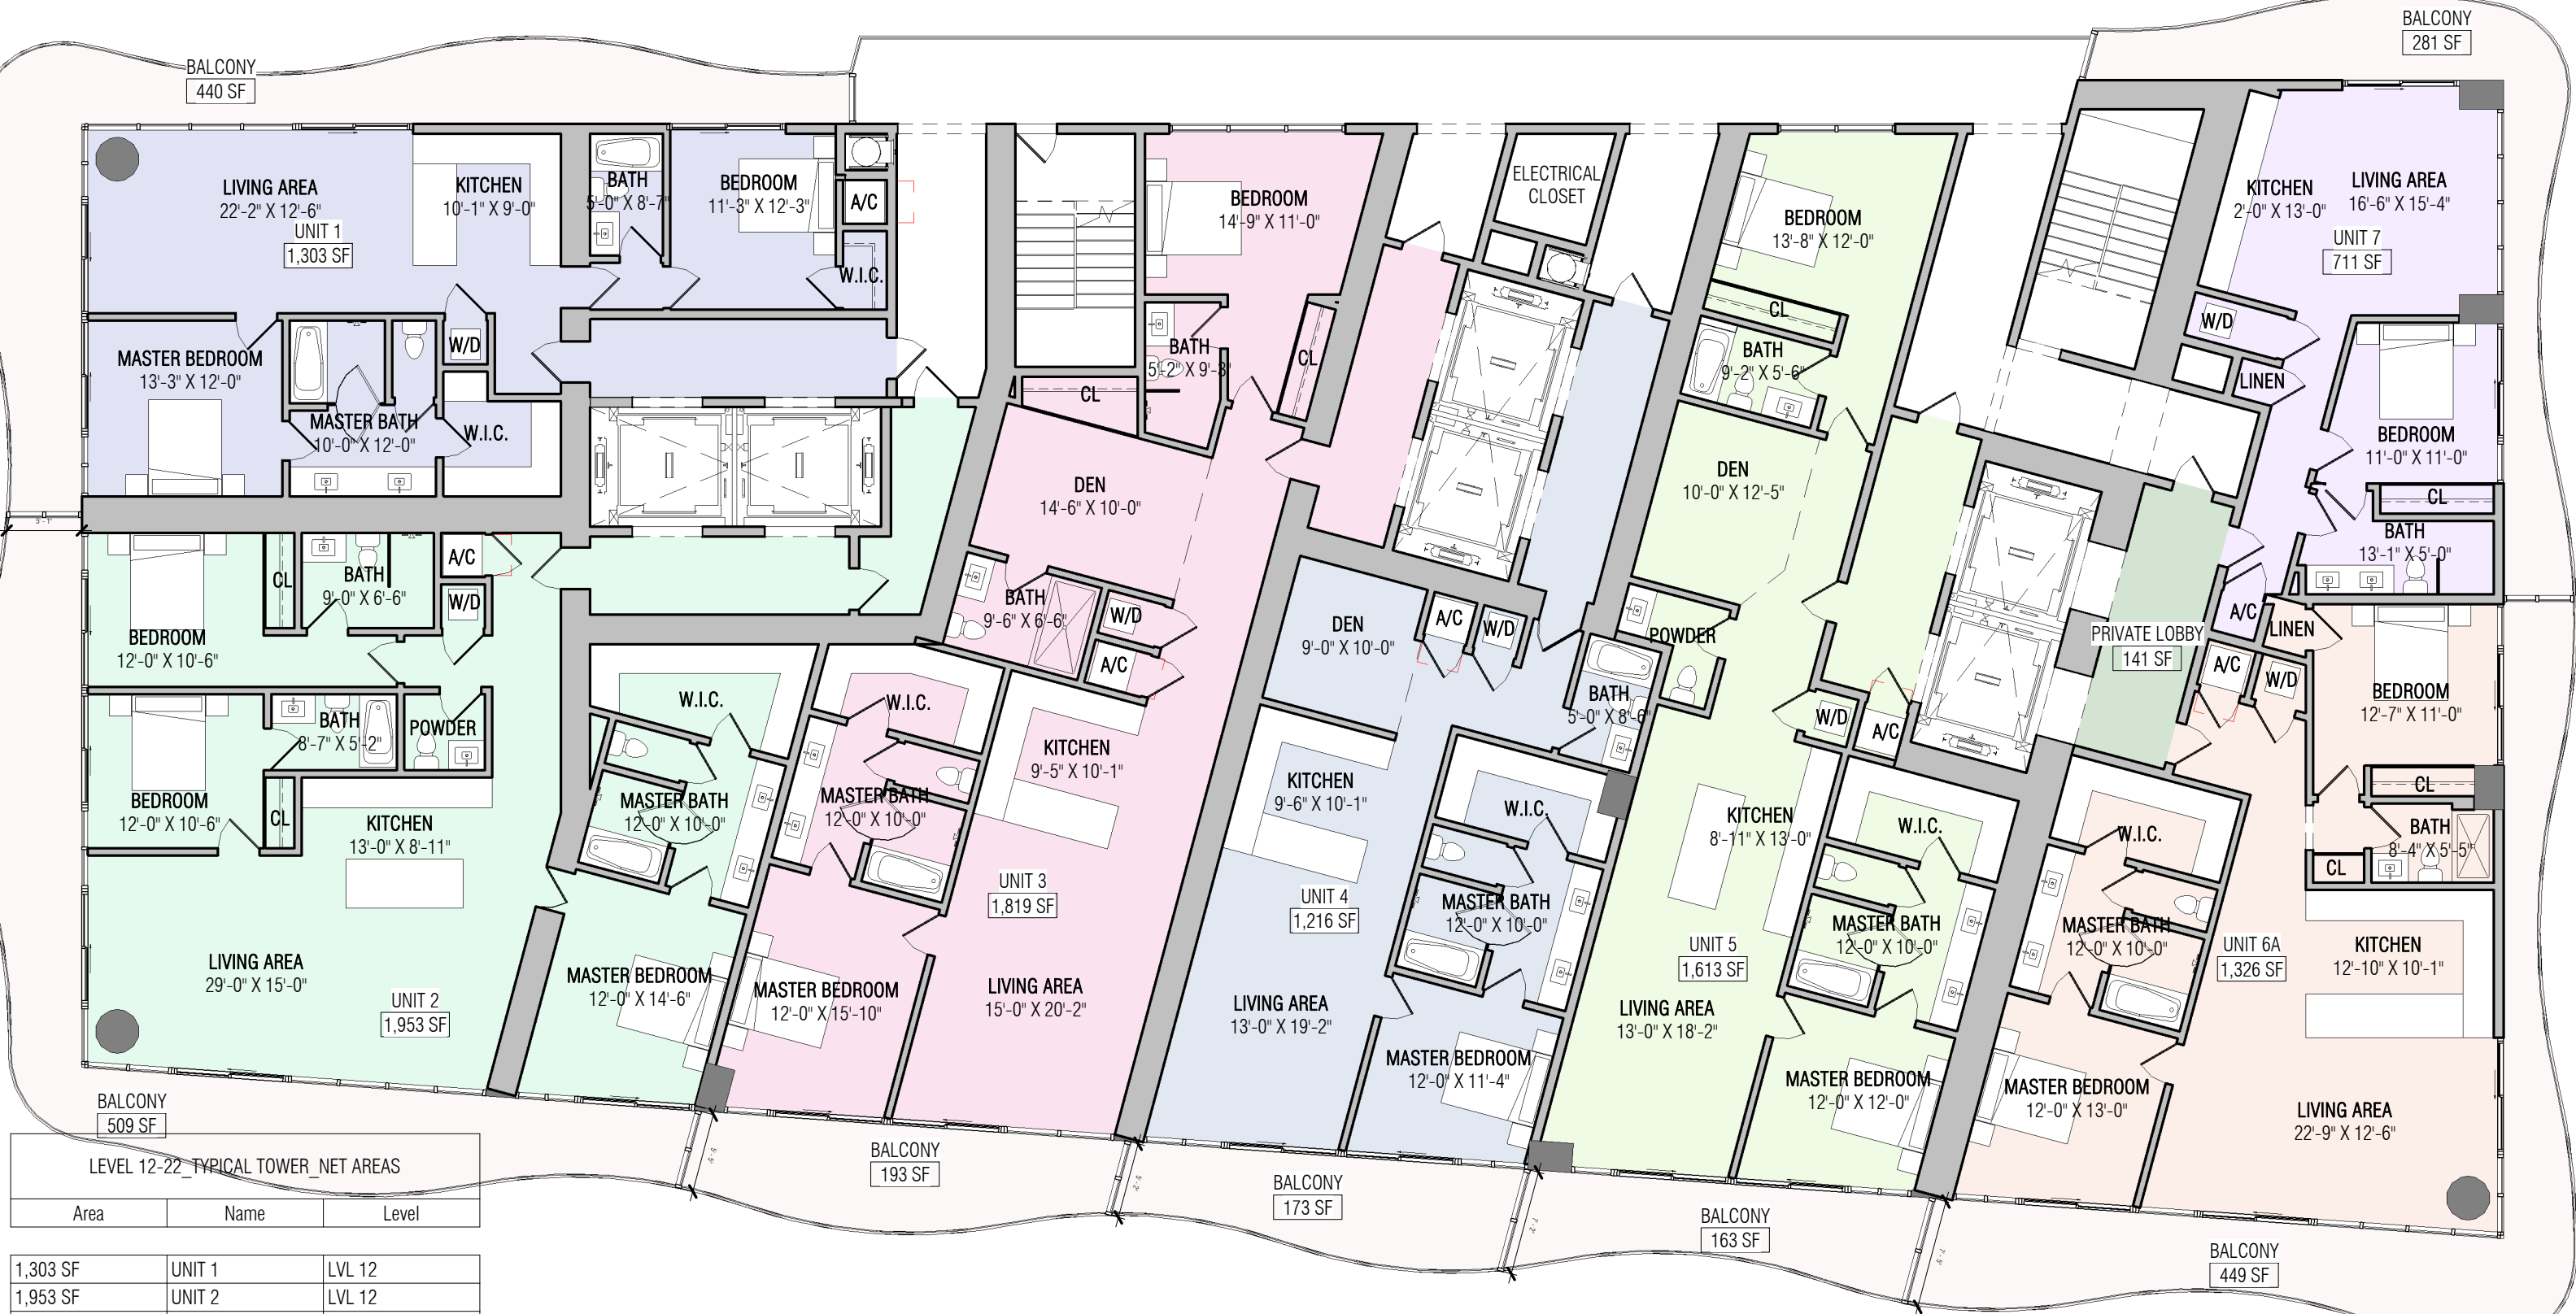 BALCONY
440 SF
BALCONY
281 SF
LIVING AREA
22'-2" X 12'-6"
UNIT 1
1,303 SF
KITCHEN
10'-1" X 9'-0"
BATH
5'-0" X 8'-7"
BEDROOM
11'-3" X 12'-3"
A/C
W.I.C.
MASTER BEDROOM
13'-3" X 12'-0"
W/D
MASTER BATH
10'-0" X 12'-0"
W.I.C.
5'-1"
BEDROOM
14'-9" X 11'-0"
BATH
5'-2" X 9'-3"
CL
CL
DEN
14'-6" X 10'-0"
BATH
9'-6" X 6'-6"
W/D
A/C
ELECTRICAL
CLOSET
BEDROOM
13'-8" X 12'-0"
CL
BATH
9'-2" X 5'-6"
DEN
10'-0" X 12'-5"
POWDER
KITCHEN
2'-0" X 13'-0"
LIVING AREA
16'-6" X 15'-4"
UNIT 7
711 SF
W/D
LINEN
BEDROOM
11'-0" X 11'-0"
CL
BATH
13'-1" X 5'-0"
A/C
LINEN
PRIVATE LOBBY
141 SF
A/C
W/D
BEDROOM
12'-7" X 11'-0"
CL
BATH
8'-4" X 5'-5"
CL
CL
BATH
9'-0" X 6'-6"
A/C
W/D
BEDROOM
12'-0" X 10'-6"
BATH
8'-7" X 5'-2"
POWDER
BEDROOM
12'-0" X 10'-6"
CL
KITCHEN
13'-0" X 8'-11"
LIVING AREA
29'-0" X 15'-0"
UNIT 2
1,953 SF
W.I.C.
MASTER BATH
12'-0" X 10'-0"
MASTER BEDROOM
12'-0" X 14'-6"
W.I.C.
MASTER BATH
12'-0" X 10'-0"
MASTER BEDROOM
12'-0" X 15'-10"
KITCHEN
9'-5" X 10'-1"
UNIT 3
1,819 SF
LIVING AREA
15'-0" X 20'-2"
DEN
9'-0" X 10'-0"
A/C
W/D
BATH
5'-0" X 8'-6"
KITCHEN
9'-6" X 10'-1"
W.I.C.
UNIT 4
1,216 SF
MASTER BATH
12'-0" X 10'-0"
LIVING AREA
13'-0" X 19'-2"
MASTER BEDROOM
12'-0" X 11'-4"
W/D
A/C
KITCHEN
8'-11" X 13'-0"
W.I.C.
UNIT 5
1,613 SF
MASTER BATH
12'-0" X 10'-0"
LIVING AREA
13'-0" X 18'-2"
MASTER BEDROOM
12'-0" X 12'-0"
W.I.C.
MASTER BATH
12'-0" X 10'-0"
UNIT 6A
1,326 SF
KITCHEN
12'-10" X 10'-1"
MASTER BEDROOM
12'-0" X 13'-0"
LIVING AREA
22'-9" X 12'-6"
BALCONY
509 SF
BALCONY
193 SF
BALCONY
173 SF
BALCONY
163 SF
BALCONY
449 SF
LEVEL 12-22_TYPICAL TOWER_NET AREAS
Area Name Level
1,303 SF UNIT 1 LVL 12
1,953 SF UNIT 2 LVL 12